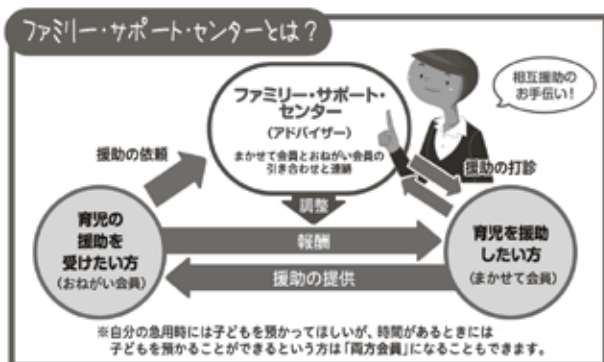 ファミリー・サポート・センターとは？
相互援助の
お手伝い！
ファミリー・サポート・
センター
（アドバイザー）
まかせて会員とおねがい会員の
引き合わせと連絡
援助の依頼
援助の打診
調整
育児の
援助を
受けたい方
（おねがい会員）
報酬
援助の提供
育児を援助
したい方
（まかせて会員）
※自分の急用時には子どもを預かってほしいが、時間があるときには
子どもを預かることができるという方は「両方会員」になることもできます。